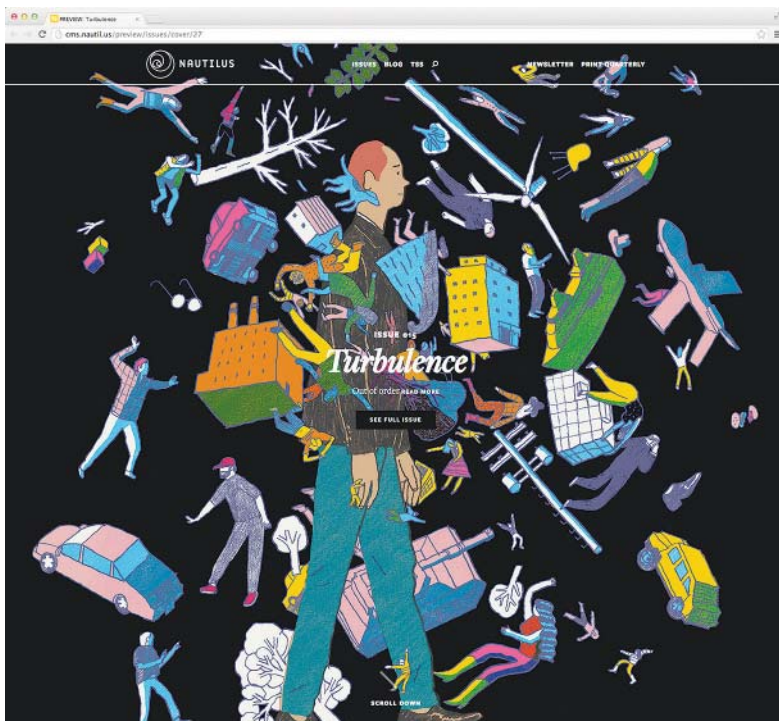 PREVIEW: Turbulence
cms.nautil.us/preview/issues/cover/27
NAUTILUS
ISSUES BLOG TSS
NEWSLETTER PRINT QUARTERLY
ISSUE 015
Turbulence
Out of order READ MORE
SEE FULL ISSUE
SCROLL DOWN